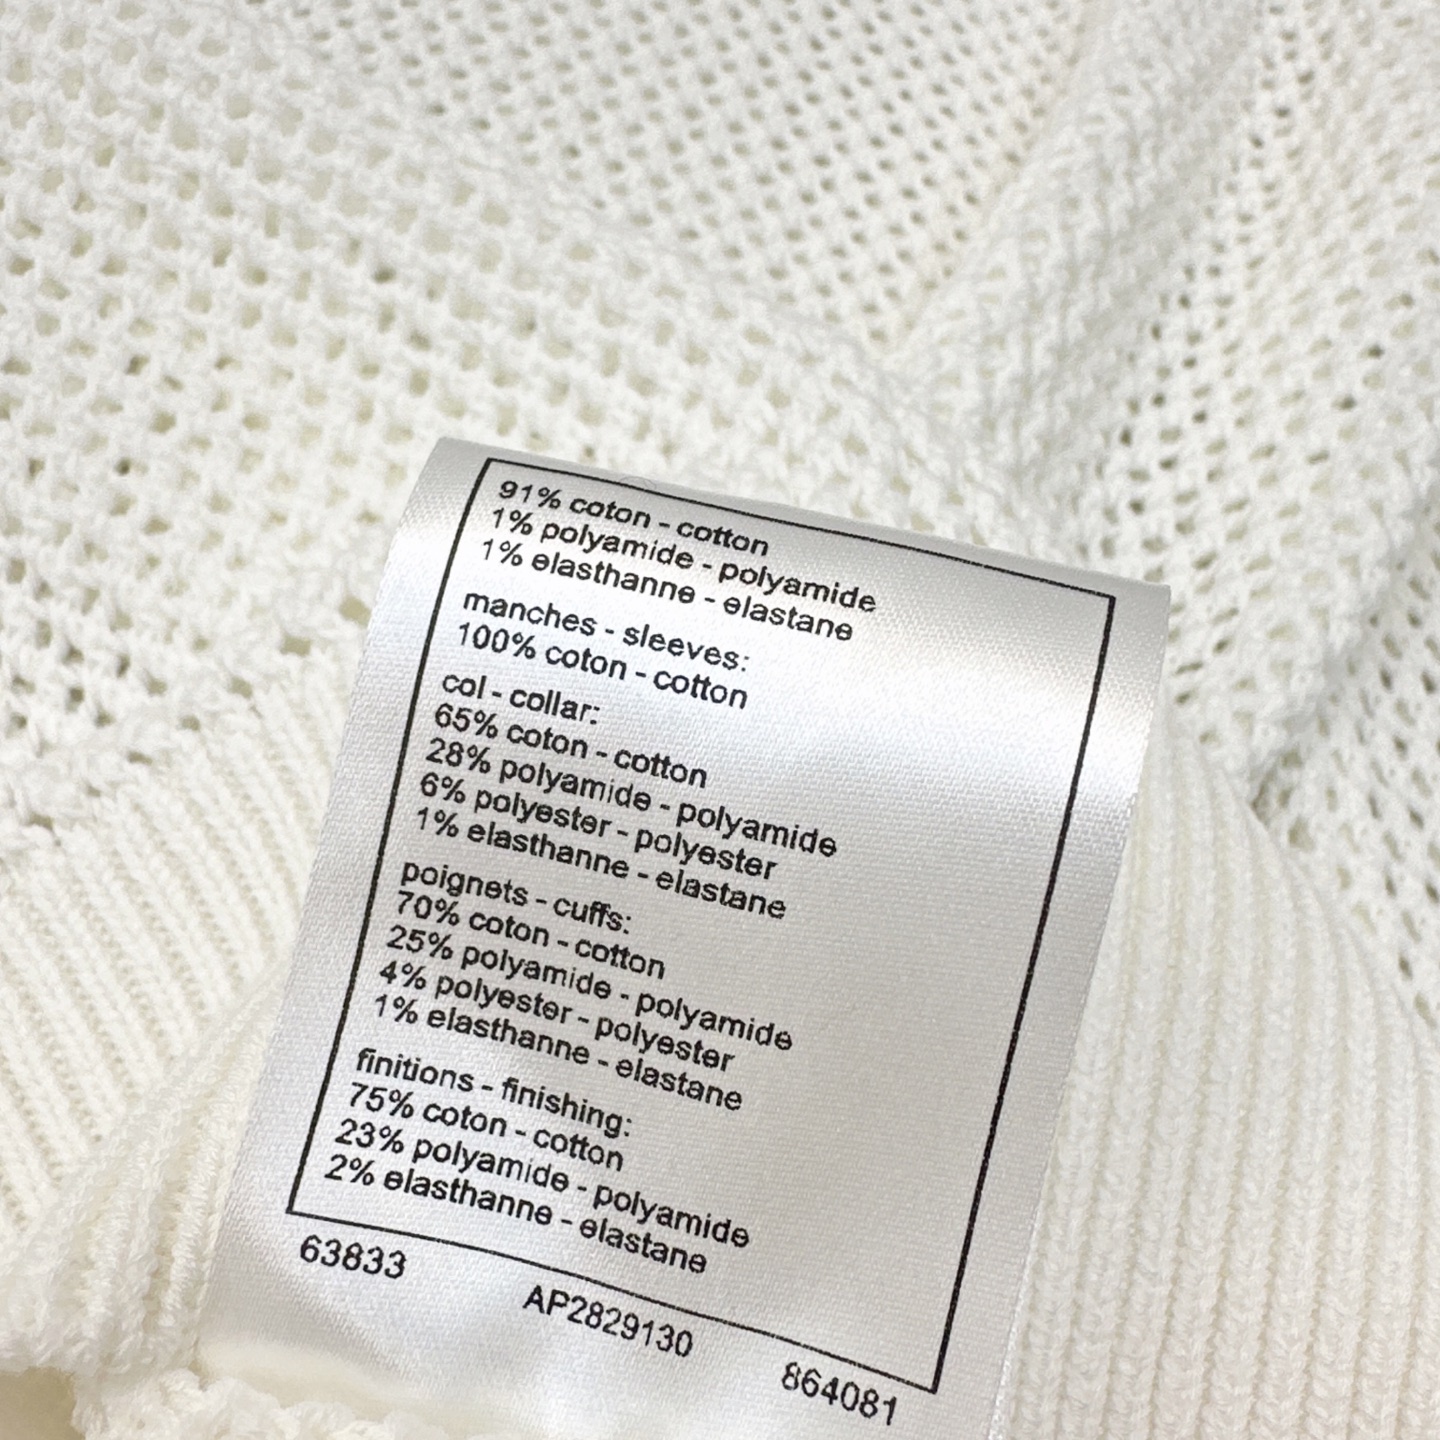 91% coton - cotton
1% polyamide - polyamide
1% elasthanne - elastane
manches - sleeves:
100% coton - cotton
col - collar:
65% coton - cotton
28% polyamide - polyamide
6% polyester - polyester
1% elasthanne - elastane
poignets - cuffs:
70% coton - cotton
25% polyamide - polyamide
4% polyester - polyester
1% elasthanne - elastane
finitions - finishing:
75% coton - cotton
23% polyamide - polyamide
2% elasthanne - elastane
63833 AP2829130 864081